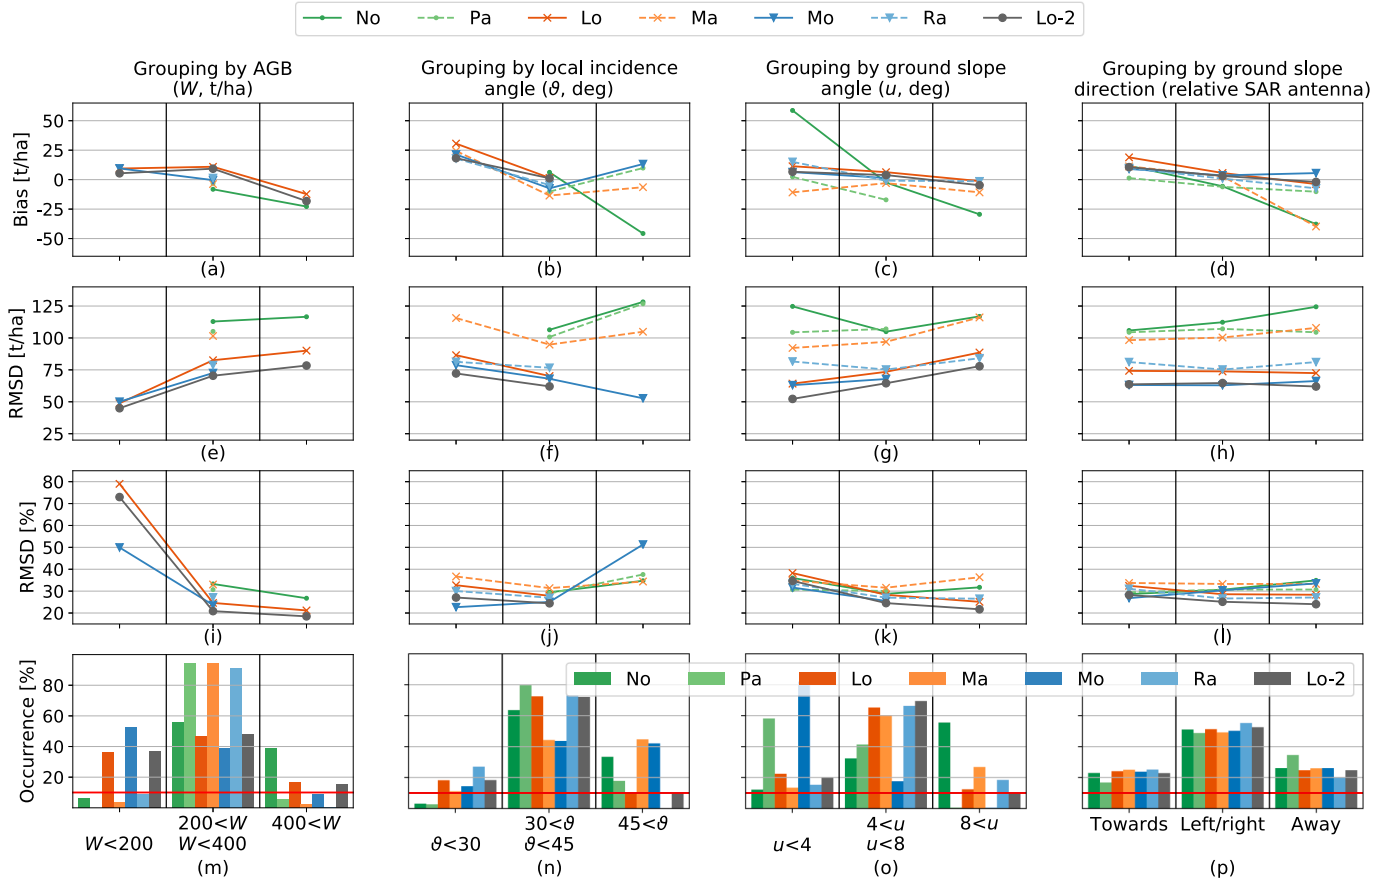 No Pa Lo Ma Mo Ra Lo-2
Grouping by AGB
(W, t/ha)
Grouping by local incidence
angle (ϑ, deg)
Grouping by ground slope
angle (u, deg)
Grouping by ground slope
direction (relative SAR antenna)
Bias [t/ha]
50
25
0
-25
-50
(a) (b) (c) (d)
RMSD [t/ha]
125
100
75
50
25
(e) (f) (g) (h)
RMSD [%]
80
70
60
50
40
30
20
(i) (j) (k) (l)
Occurrence [%]
80
60
40
20
No Pa Lo Ma Mo Ra Lo-2
W<200
200<W
W<400
400<W
ϑ<30
30<ϑ
ϑ<45
45<ϑ
u<4
4<u
u<8
8<u
Towards Left/right Away
(m) (n) (o) (p)